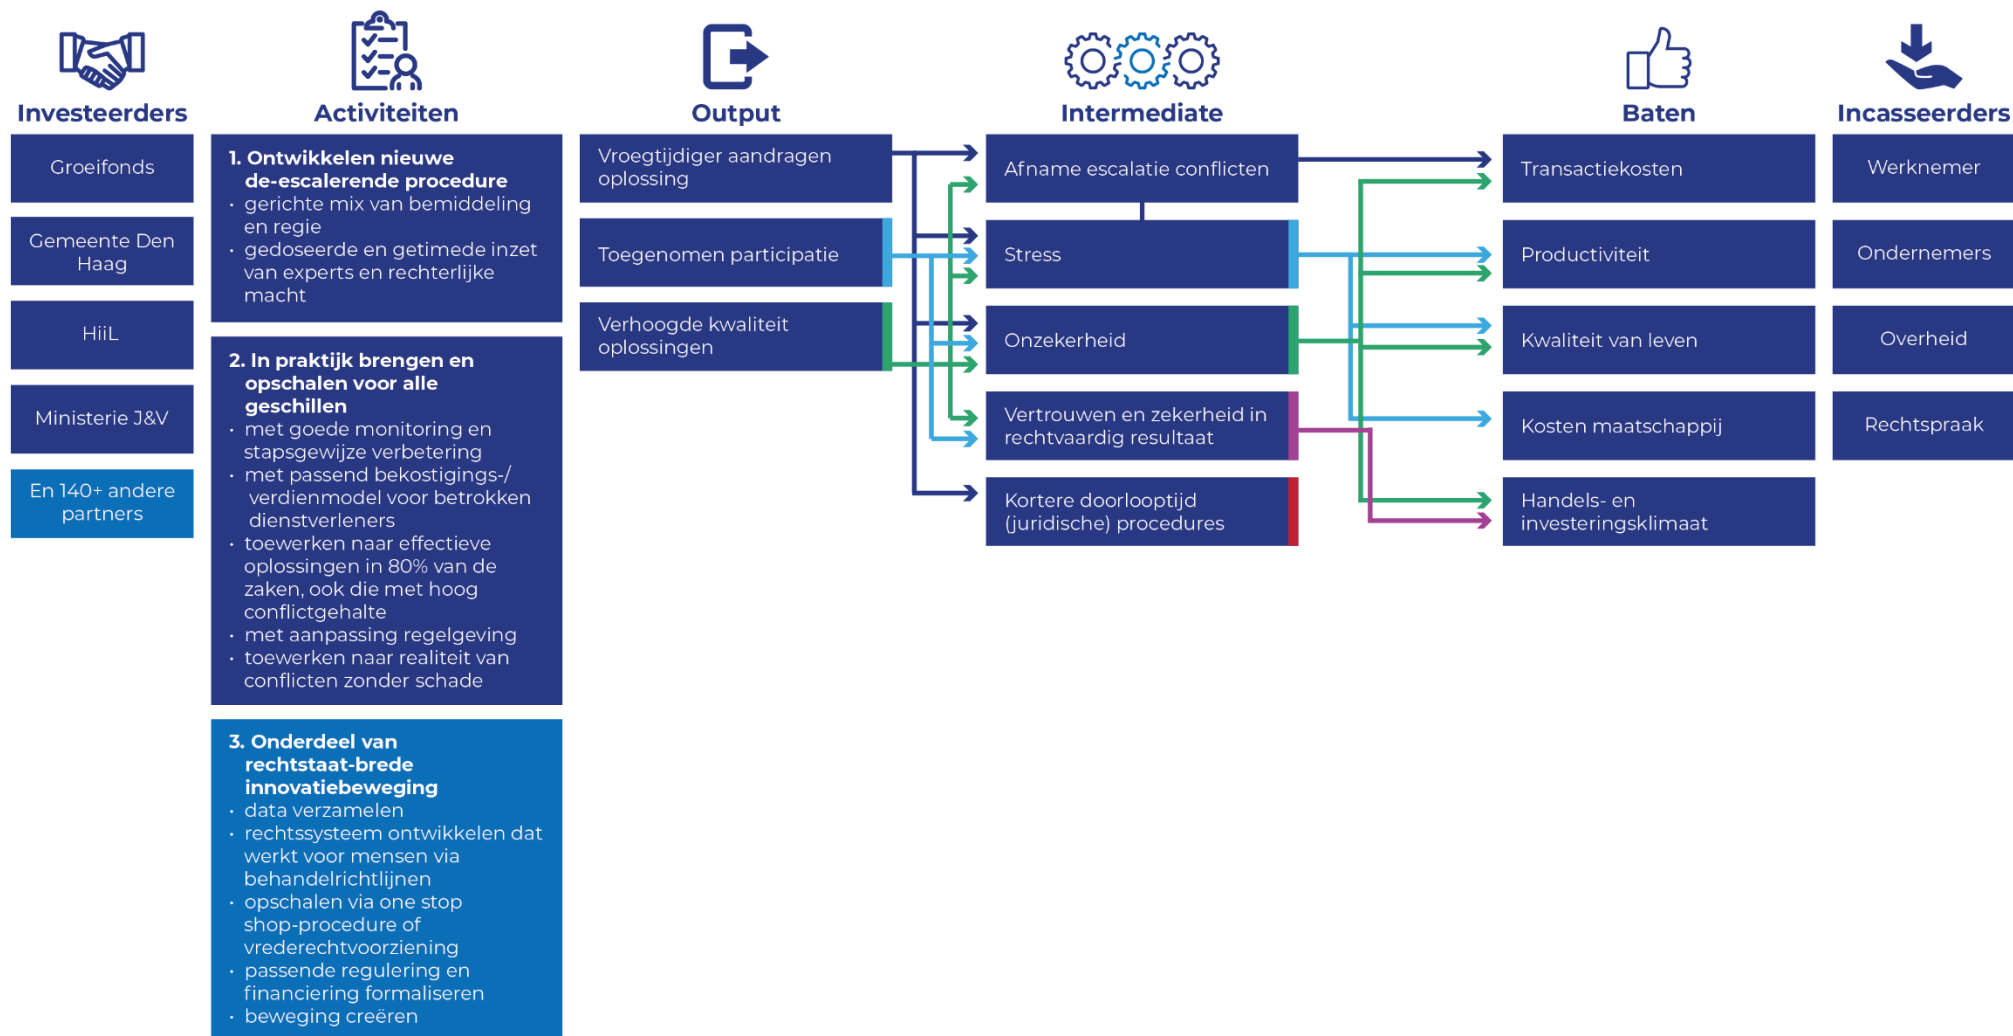 Investeerders
Groeifonds
Gemeente Den
Haag
HiiL
Ministerie J&V
En 140+ andere
partners
Activiteiten
1. Ontwikkelen nieuwe
de-escalerende procedure
· gerichte mix van bemiddeling
en regie
· gedoseerde en getimede inzet
van experts en rechterlijke
macht
2. In praktijk brengen en
opschalen voor alle
geschillen
· met goede monitoring en
stapsgewijze verbetering
· met passend bekostigings-/
verdienmodel voor betrokken
dienstverleners
· toewerken naar effectieve
oplossingen in 80% van de
zaken, ook die met hoog
conflictgehalte
· met aanpassing regelgeving
· toewerken naar realiteit van
conflicten zonder schade
3. Onderdeel van
rechtstaat-brede
innovatiebeweging
· data verzamelen
· rechtssysteem ontwikkelen dat
werkt voor mensen via
behandelrichtlijnen
· opschalen via one stop
shop-procedure of
vrederechtvoorziening
· passende regulering en
financiering formaliseren
· beweging creëren
Output
Vroegtijdiger aandragen
oplossing
Toegenomen participatie
Verhoogde kwaliteit
oplossingen
Intermediate
Afname escalatie conflicten
Stress
Onzekerheid
Vertrouwen en zekerheid in
rechtvaardig resultaat
Kortere doorlooptijd
(juridische) procedures
Baten
Transactiekosten
Productiviteit
Kwaliteit van leven
Kosten maatschappij
Handels- en
investeringsklimaat
Incasseerders
Werknemer
Ondernemers
Overheid
Rechtspraak